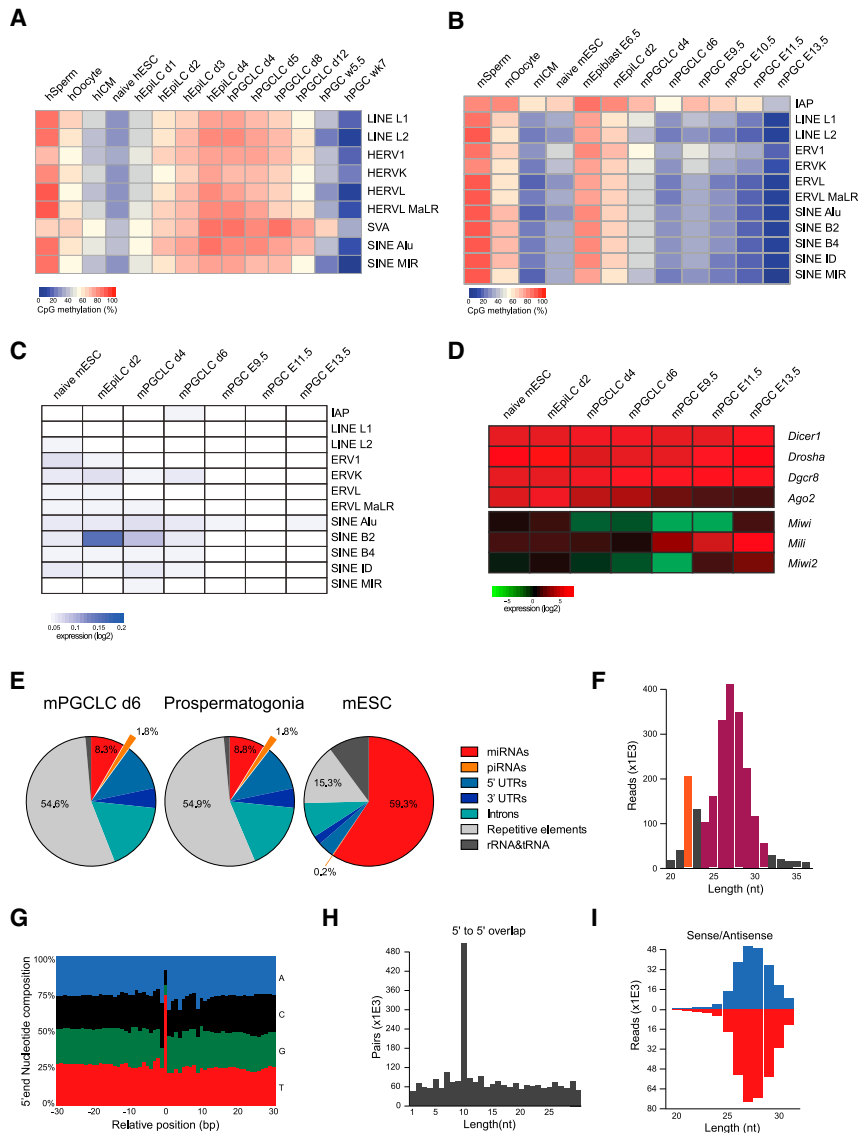 A
hSperm
hOocyte
hICM
naive hESC
hEpiLC d1
hEpiLC d2
hEpiLC d3
hEpiLC d4
hPGCLC d4
hPGCLC d5
hPGCLC d8
hPGCLC d12
hPGC w5.5
hPGC wk7
LINE L1
LINE L2
HERV1
HERVK
HERVL
HERVL MaLR
SVA
SINE Alu
SINE MIR
0 20 40 60 80 100
CpG methylation (%)
B
mSperm
mOocyte
mICM
naive mESC
mEpiblast E6.5
mEpiLC d2
mPGCLC d4
mPGCLC d6
mPGC E9.5
mPGC E10.5
mPGC E11.5
mPGC E13.5
IAP
LINE L1
LINE L2
ERV1
ERVK
ERVL
ERVL MaLR
SINE Alu
SINE B2
SINE B4
SINE ID
SINE MIR
0 20 40 60 80 100
CpG methylation (%)
C
naive mESC
mEpiLC d2
mPGCLC d4
mPGCLC d6
mPGC E9.5
mPGC E11.5
mPGC E13.5
IAP
LINE L1
LINE L2
ERV1
ERVK
ERVL
ERVL MaLR
SINE Alu
SINE B2
SINE B4
SINE ID
SINE MIR
0.05 0.1 0.15 0.2
expression (log2)
D
naive mESC
mEpiLC d2
mPGCLC d4
mPGCLC d6
mPGC E9.5
mPGC E11.5
mPGC E13.5
Dicer1
Drosha
Dgcr8
Ago2
Miwi
Mili
Miwi2
-5 0 5
expression (log2)
E
mPGCLC d6
Prospermatogonia
mESC
8.3%
1.8%
54.6%
8.8%
1.8%
54.9%
15.3%
59.3%
0.2%
miRNAs
piRNAs
5' UTRs
3' UTRs
Introns
Repetitive elements
rRNA&tRNA
F
Reads (x1E3)
400
300
200
100
0
20 25 30 35
Length (nt)
G
5'end Nucleotide composition
100%
75%
50%
25%
0%
A
C
G
T
-30 -20 -10 0 10 20 30
Relative position (bp)
H
5' to 5' overlap
Pairs (x1E3)
480
420
360
300
240
180
120
60
0
1 5 10 15 20 25
Length(nt)
I
Sense/Antisense
Reads (x1E3)
48
32
16
0
16
32
48
64
80
20 25 30
Length (nt)